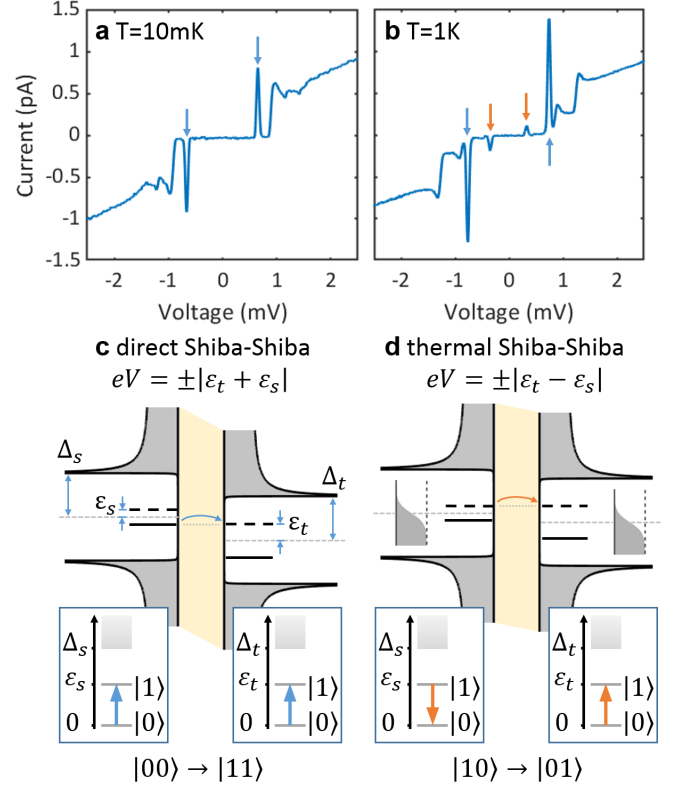 a T=10mK
b T=1K
Current (pA)
1
0.5
0
-0.5
-1
-1.5
-2 -1 0 1 2
-2 -1 0 1 2
Voltage (mV)
Voltage (mV)
c direct Shiba-Shiba
eV = ±|εt + εs|
d thermal Shiba-Shiba
eV = ±|εt − εs|
Δs
Δt
εs
εt
Δs
εs |1⟩
0 |0⟩
Δt
εt |1⟩
0 |0⟩
Δs
εs |1⟩
0 |0⟩
Δt
εt |1⟩
0 |0⟩
|00⟩ → |11⟩
|10⟩ → |01⟩